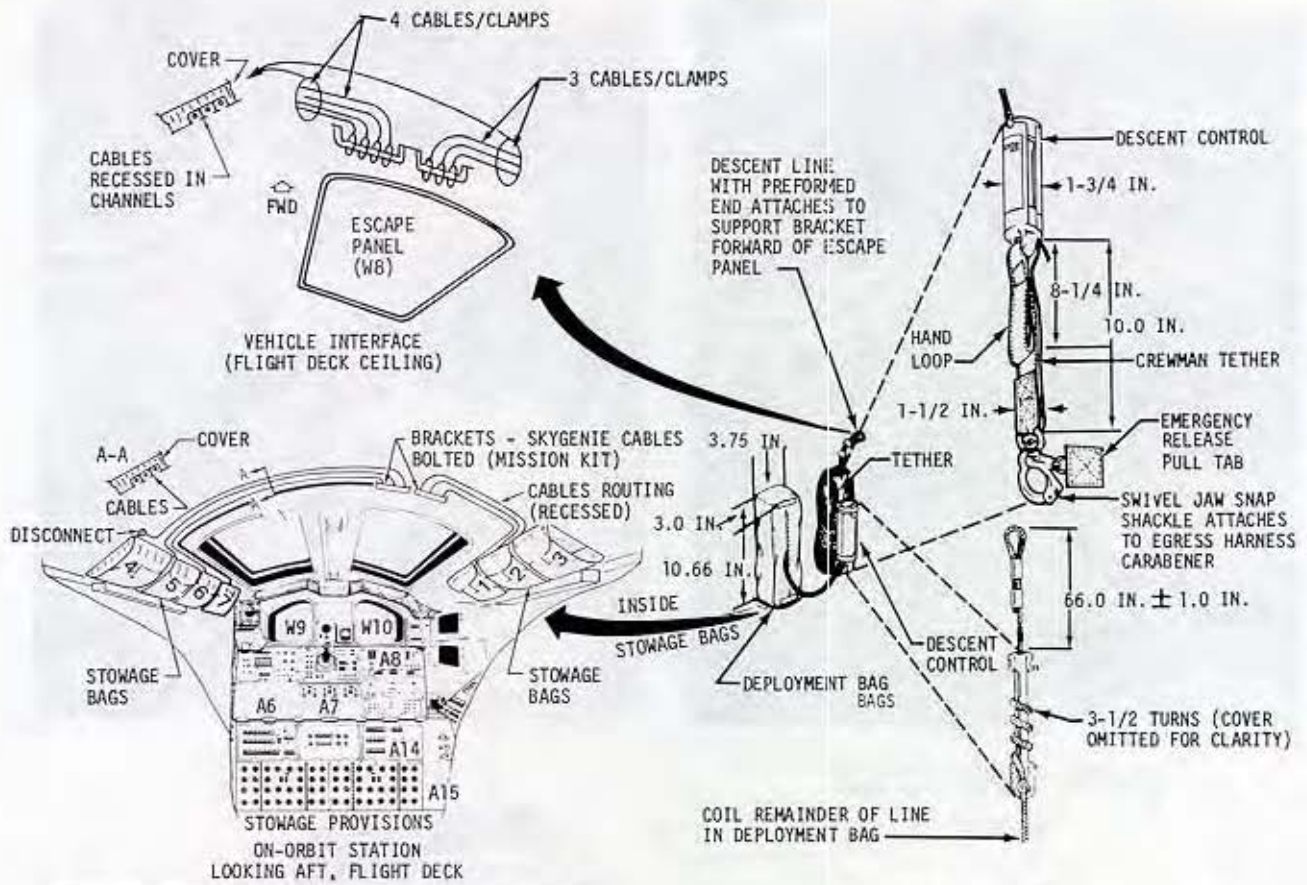 4 CABLES/CLAMPS
COVER
3 CABLES/CLAMPS
CABLES
RECESSED IN
CHANNELS
FWD
ESCAPE
PANEL
(W8)
VEHICLE INTERFACE
(FLIGHT DECK CEILING)
DESCENT LINE
WITH PREFORMED
END ATTACHES TO
SUPPORT BRACKET
FORWARD OF ESCAPE
PANEL
DESCENT CONTROL
1-3/4 IN.
8-1/4 IN.
10.0 IN.
HAND
LOOP
CREWMAN TETHER
1-1/2 IN.
EMERGENCY
RELEASE
PULL TAB
SWIVEL JAW SNAP
SHACKLE ATTACHES
TO EGRESS HARNESS
CARABENER
66.0 IN. ± 1.0 IN.
3-1/2 TURNS (COVER
OMITTED FOR CLARITY)
3.75 IN.
TETHER
3.0 IN.
10.66 IN.
INSIDE
STOWAGE BAGS
DESCENT
CONTROL
DEPLOYMENT BAG
BAGS
COIL REMAINDER OF LINE
IN DEPLOYMENT BAG
A-A
COVER
CABLES
A
A
BRACKETS - SKYGENIE CABLES
BOLTED (MISSION KIT)
CABLES ROUTING
(RECESSED)
DISCONNECT
4
5
6
7
1
2
3
W9
W10
STOWAGE
BAGS
STOWAGE
BAGS
A8
A6
A7
A14
A15
STOWAGE PROVISIONS
ON-ORBIT STATION
LOOKING AFT, FLIGHT DECK